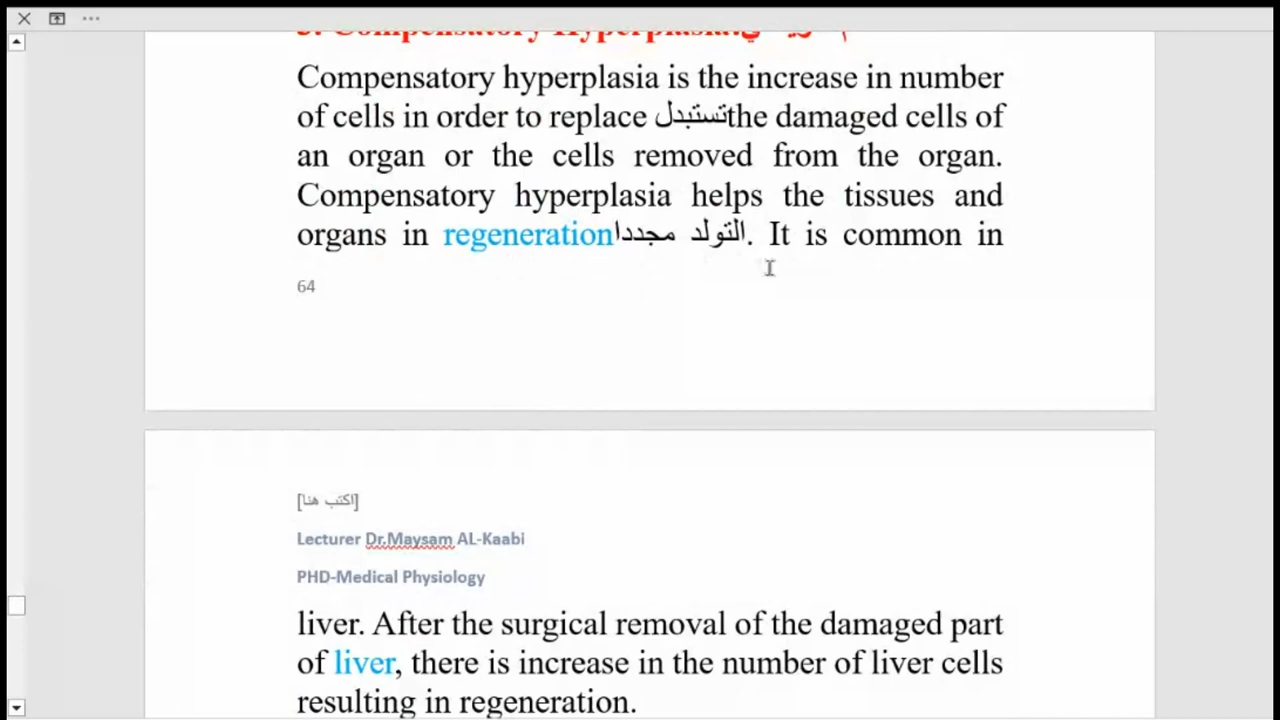 3. Compensatory Hyperplasia:
Compensatory hyperplasia is the increase in number
of cells in order to replace تستبدلthe damaged cells of
an organ or the cells removed from the organ.
Compensatory hyperplasia helps the tissues and
organs in regenerationالتولد مجددا. It is common in
64
[اكتب هنا]
Lecturer Dr.Maysam AL-Kaabi
PHD-Medical Physiology
liver. After the surgical removal of the damaged part
of liver, there is increase in the number of liver cells
resulting in regeneration.